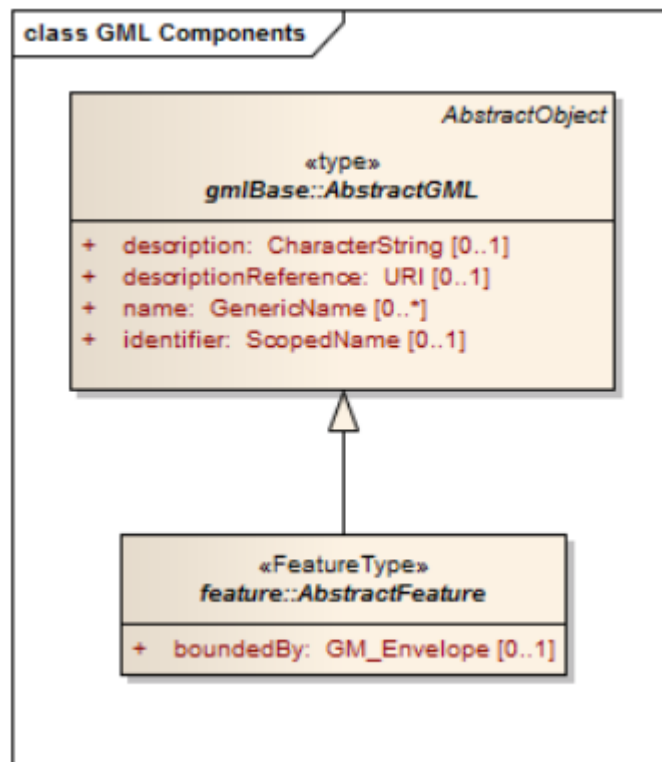 class GML Components
AbstractObject
«type»
gmlBase::AbstractGML
+ description: CharacterString [0..1]
+ descriptionReference: URI [0..1]
+ name: GenericName [0..*]
+ identifier: ScopedName [0..1]
«FeatureType»
feature::AbstractFeature
+ boundedBy: GM_Envelope [0..1]